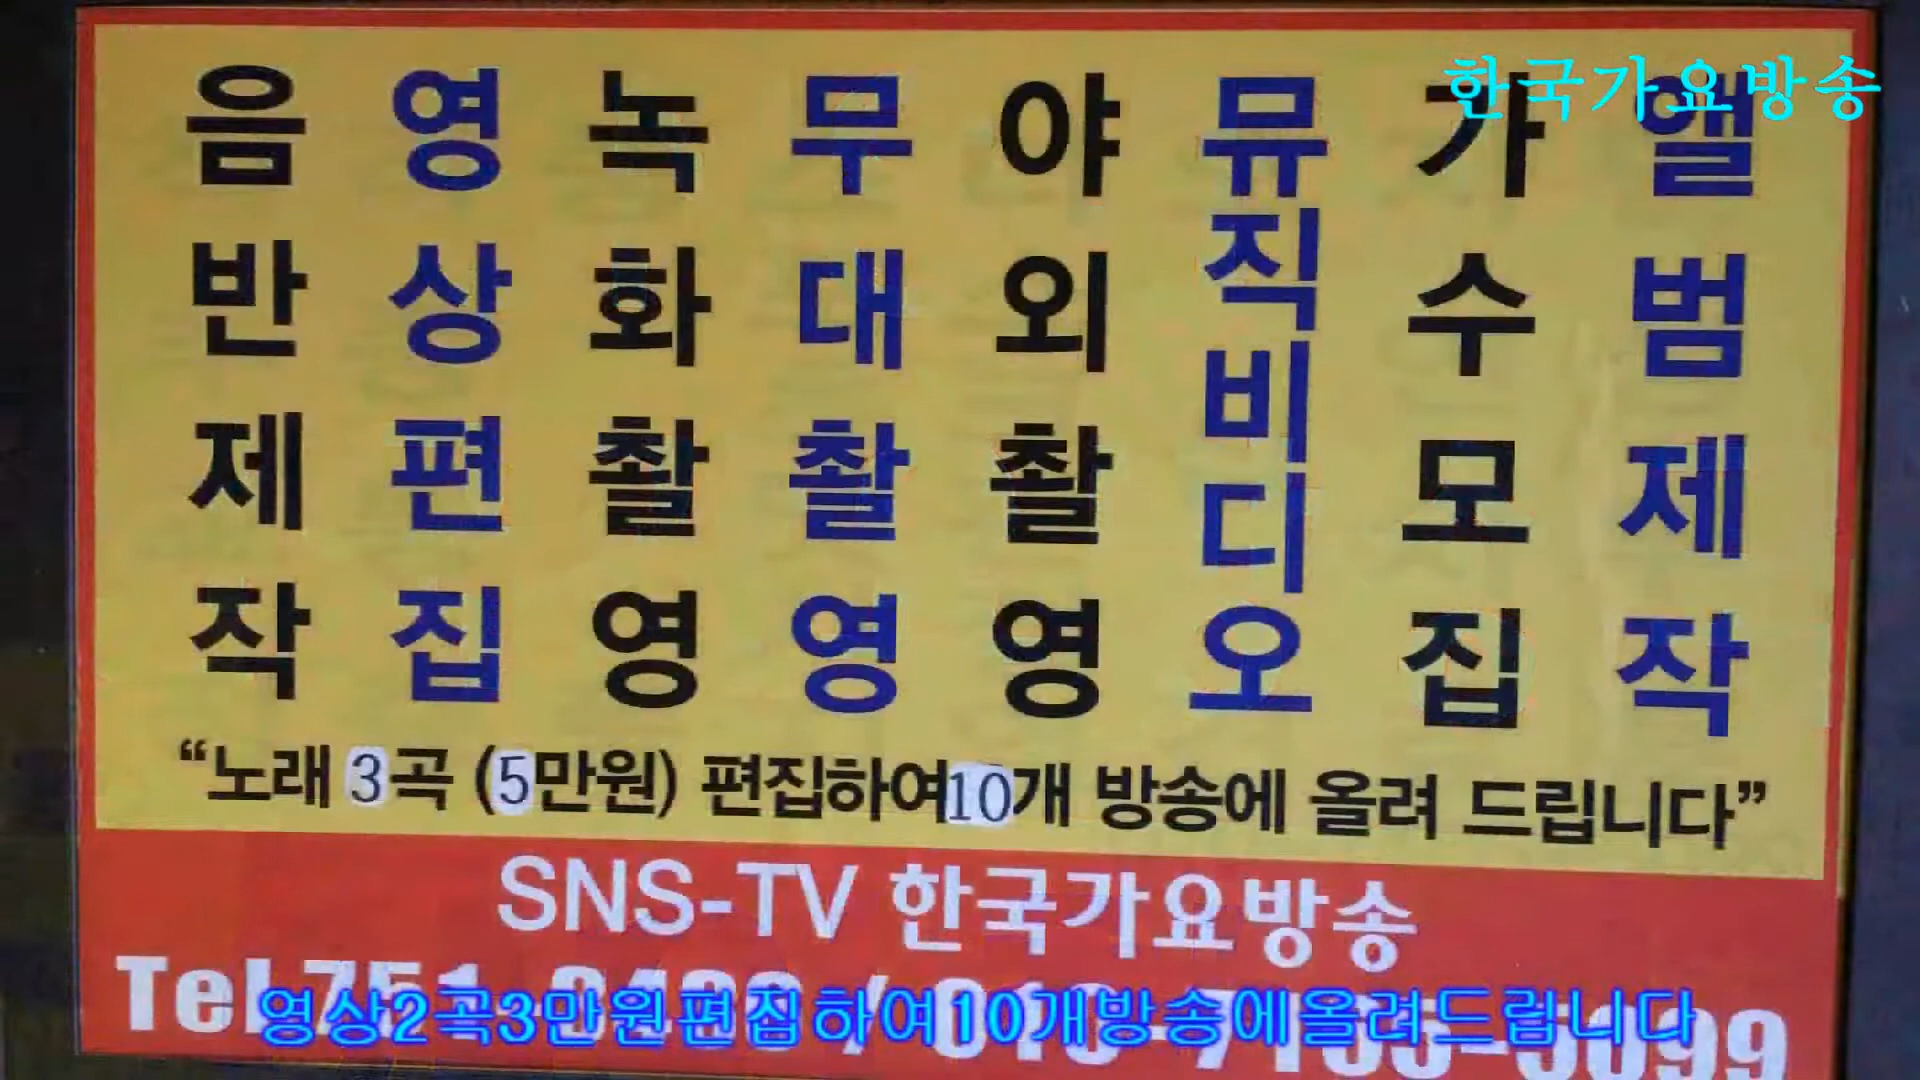 한국가요방송
음반제작
영상편집
녹화촬영
무대촬영
야외촬영
뮤직비디오
가수모집
앨범제작
“노래 3곡 (5만원) 편집하여10개 방송에 올려 드립니다”
SNS-TV 한국가요방송
Tel
영상2곡3만원편집하여10개방송에올려드립니다